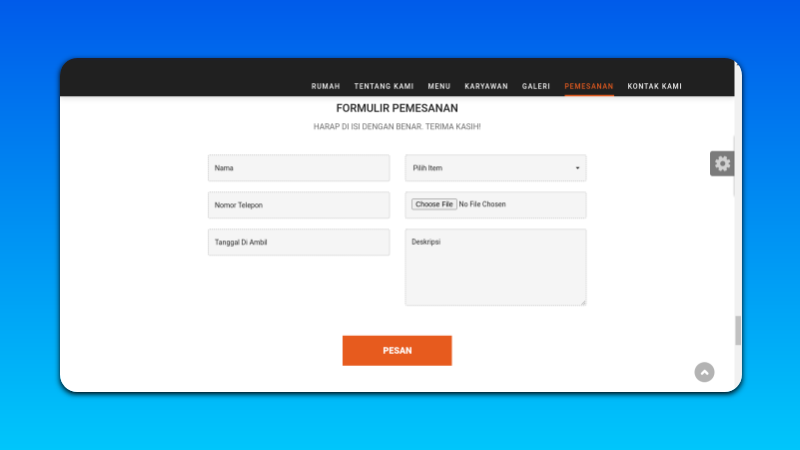 RUMAH TENTANG KAMI MENU KARYAWAN GALERI PEMESANAN KONTAK KAMI
FORMULIR PEMESANAN
HARAP DI ISI DENGAN BENAR. TERIMA KASIH!
Nama
Pilih Item
Nomor Telepon
Choose File No File Chosen
Tanggal Di Ambil
Deskripsi
PESAN